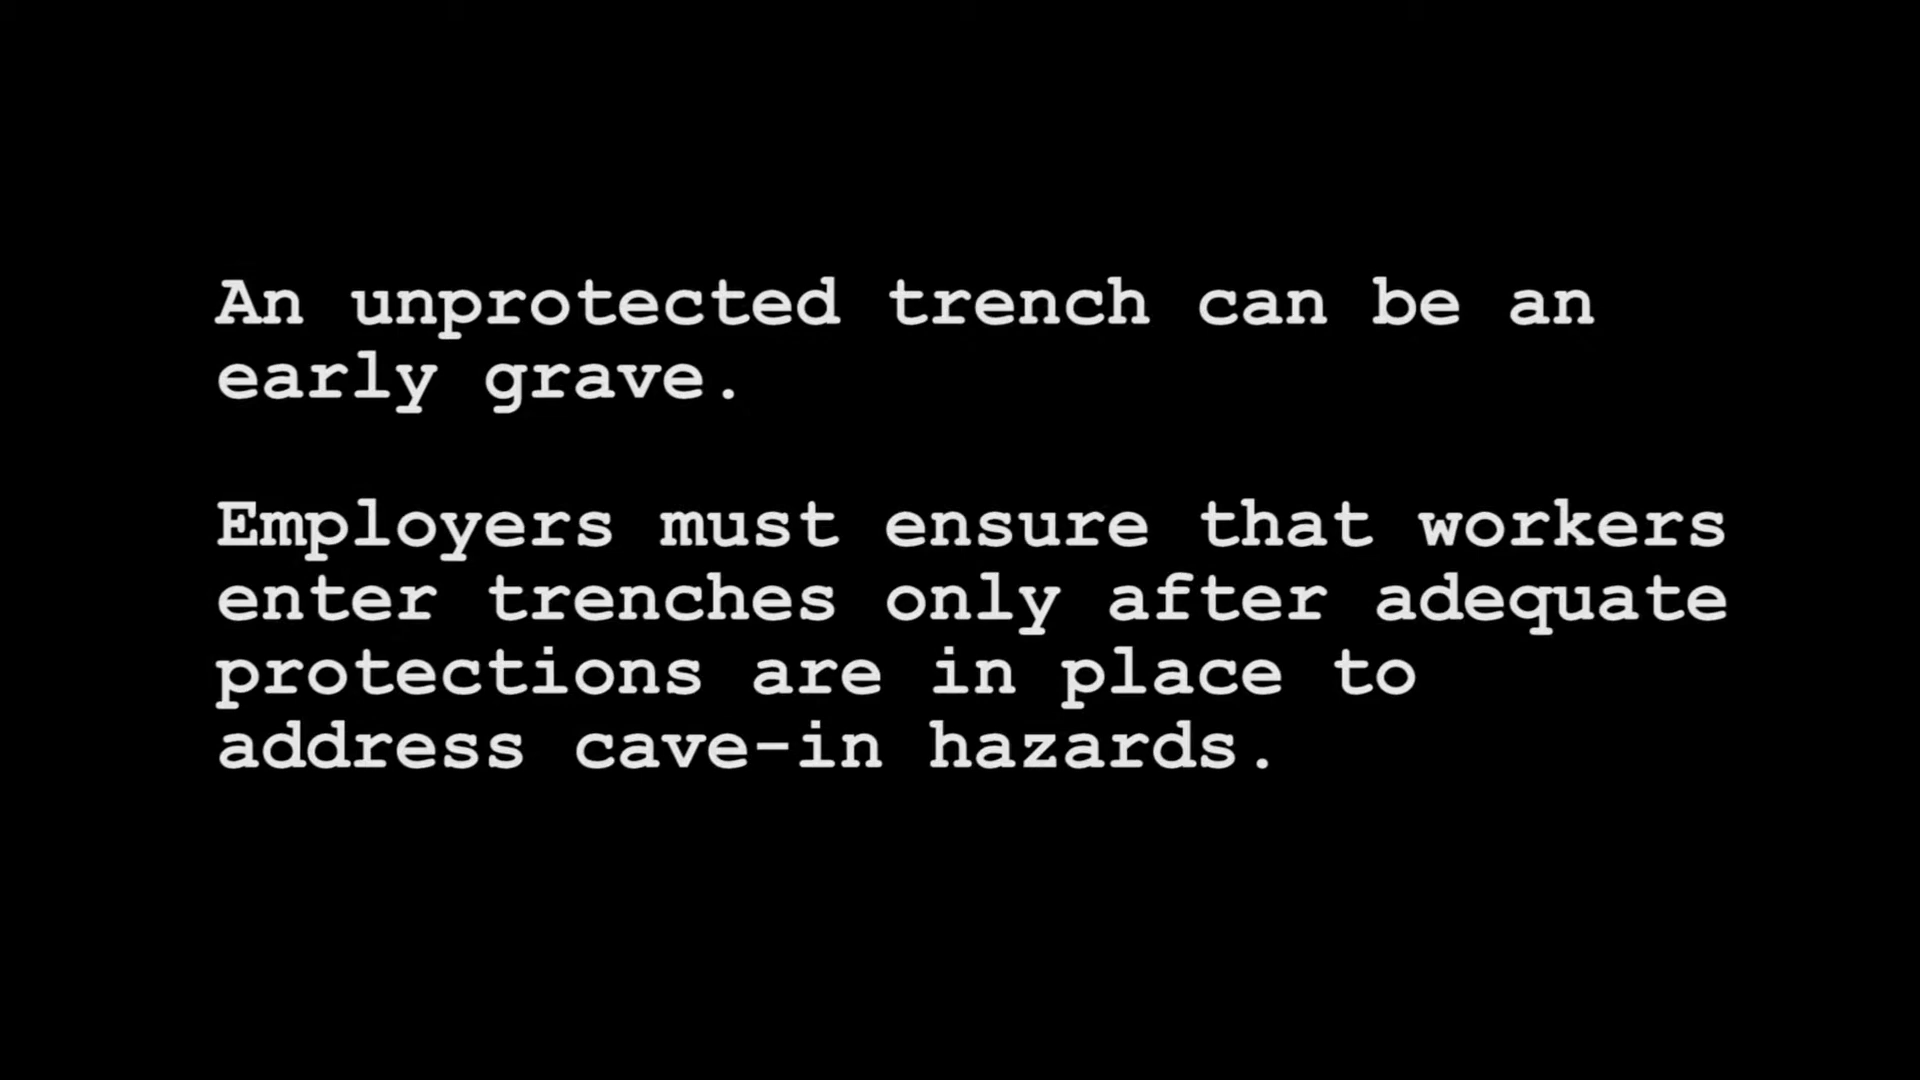 An unprotected trench can be an
early grave.
Employers must ensure that workers
enter trenches only after adequate
protections are in place to
address cave-in hazards.